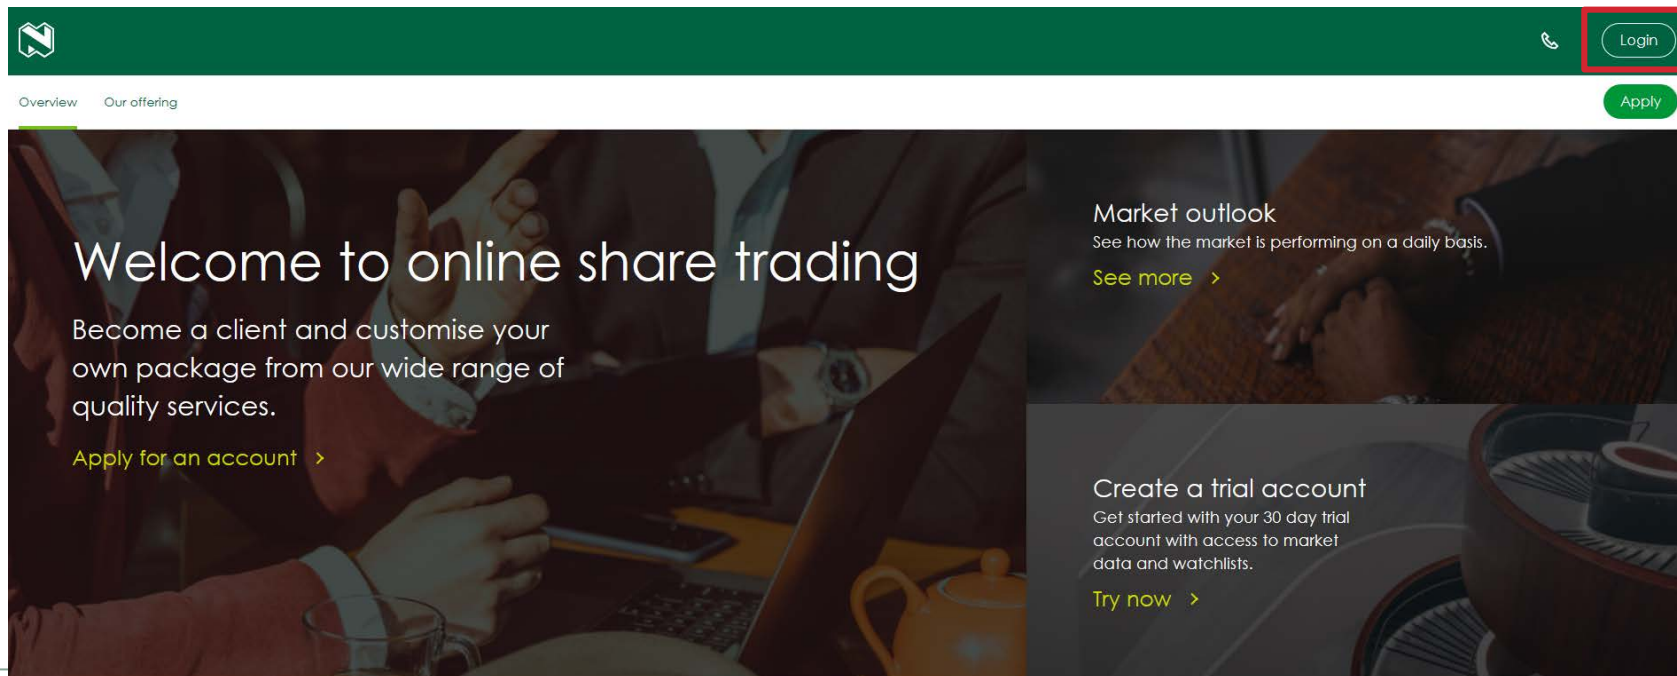 Login
Overview
Our offering
Apply
Welcome to online share trading
Become a client and customise your
own package from our wide range of
quality services.
Apply for an account >
Market outlook
See how the market is performing on a daily basis.
See more >
Create a trial account
Get started with your 30 day trial
account with access to market
data and watchlists.
Try now >